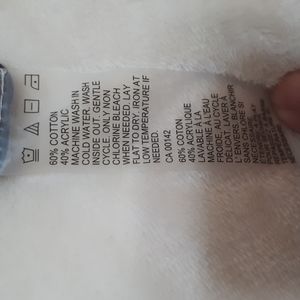 60% COTTON
40% ACRYLIC
MACHINE WASH IN
COLD WATER, WASH
INSIDE OUT, GENTLE
CYCLE. ONLY NON
CHLORINE BLEACH
WHEN NEEDED. LAY
FLAT TO DRY. IRON AT
LOW TEMPERATURE IF
NEEDED.
CA 00142
60% COTON
40% ACRYLIQUE
LAVABLE À LA
MACHINE À L'EAU
FROIDE, AU CYCLE
DÉLICAT. LAVER À
L' ENVERS. BLANCHIR
SANS CHLORE SI